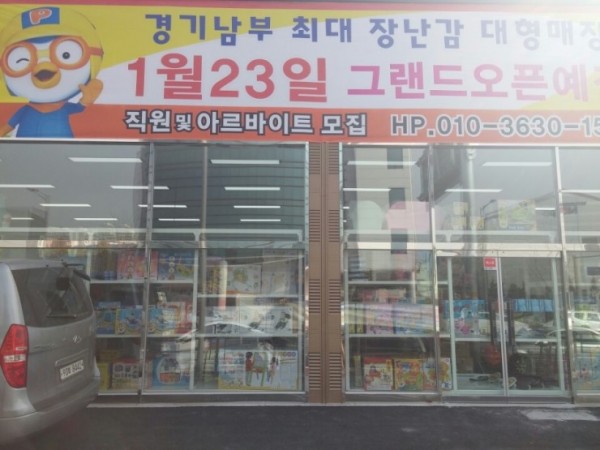 경기남부 최대 장난감 대형매장
1월23일 그랜드오픈예정
직원 및 아르바이트 모집 HP.010-3630-15
P